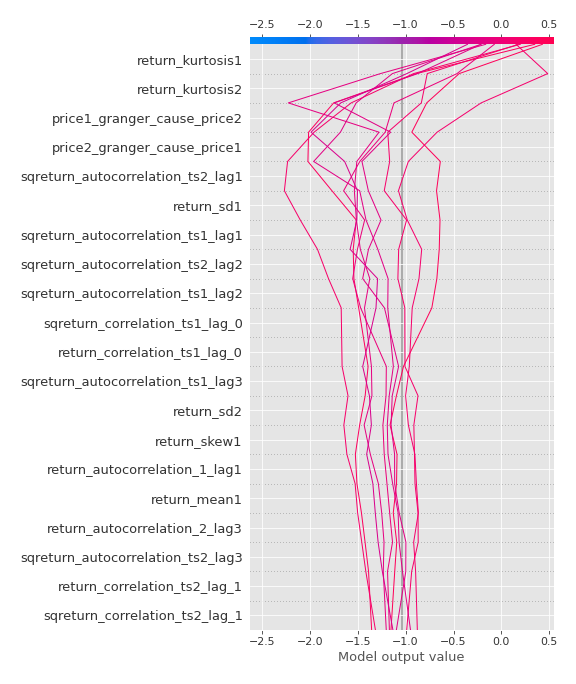 −2.5 −2.0 −1.5 −1.0 −0.5 0.0 0.5
return_kurtosis1
return_kurtosis2
price1_granger_cause_price2
price2_granger_cause_price1
sqreturn_autocorrelation_ts2_lag1
return_sd1
sqreturn_autocorrelation_ts1_lag1
sqreturn_autocorrelation_ts2_lag2
sqreturn_autocorrelation_ts1_lag2
sqreturn_correlation_ts1_lag_0
return_correlation_ts1_lag_0
sqreturn_autocorrelation_ts1_lag3
return_sd2
return_skew1
return_autocorrelation_1_lag1
return_mean1
return_autocorrelation_2_lag3
sqreturn_autocorrelation_ts2_lag3
return_correlation_ts2_lag_1
sqreturn_correlation_ts2_lag_1
−2.5 −2.0 −1.5 −1.0 −0.5 0.0 0.5
Model output value